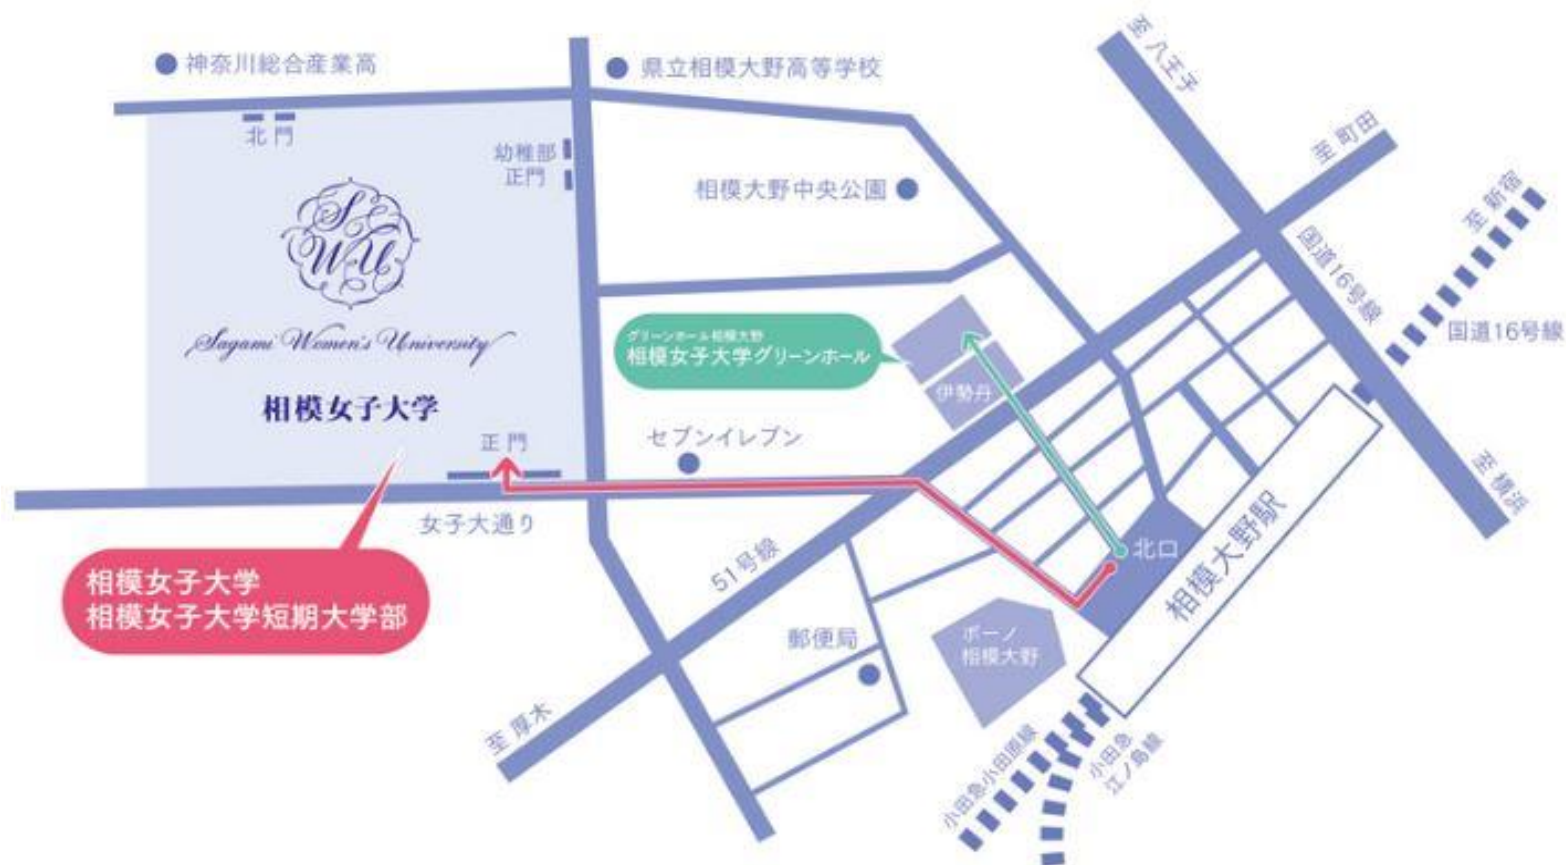 神奈川総合産業高
県立相模大野高等学校
至 八王子
北門
幼稚部
正門
至 町田
相模大野中央公園
至 新宿
SWU
国道16号線
国道16号線
Sagami Women's University
グリーンホール相模大野
相模女子大学グリーンホール
伊勢丹
相模女子大学
正門
セブンイレブン
至 横浜
女子大通り
北口
相模大野駅
51号線
相模女子大学
相模女子大学短期大学部
郵便局
ボーノ
相模大野
至 厚木
小田急小田原線
小田急
江ノ島線